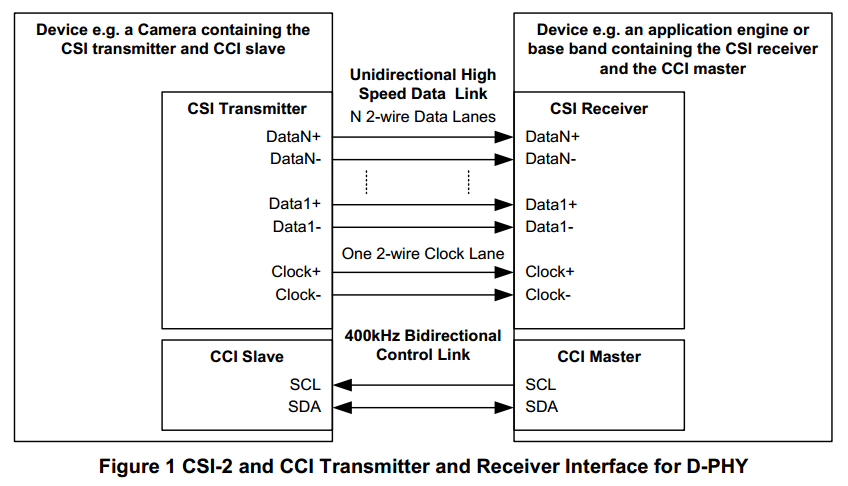 Device e.g. a Camera containing the
CSI transmitter and CCI slave
Device e.g. an application engine or
base band containing the CSI receiver
and the CCI master
Unidirectional High
Speed Data Link
N 2-wire Data Lanes
CSI Transmitter
DataN+
DataN-
Data1+
Data1-
Clock+
Clock-
One 2-wire Clock Lane
CSI Receiver
DataN+
DataN-
Data1+
Data1-
Clock+
Clock-
400kHz Bidirectional
Control Link
CCI Slave
SCL
SDA
CCI Master
SCL
SDA
Figure 1 CSI-2 and CCI Transmitter and Receiver Interface for D-PHY